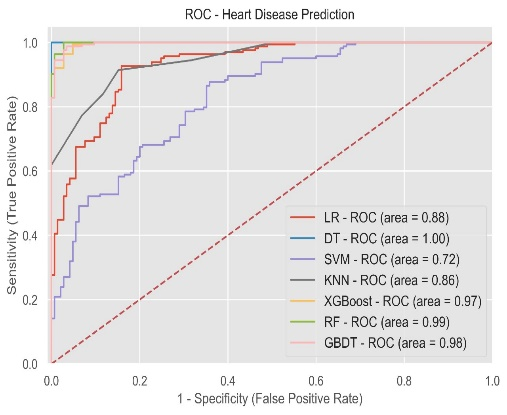 ROC - Heart Disease Prediction
Sensitivity (True Positive Rate)
1.0
0.8
0.6
0.4
0.2
0.0
LR - ROC (area = 0.88)
DT - ROC (area = 1.00)
SVM - ROC (area = 0.72)
KNN - ROC (area = 0.86)
XGBoost - ROC (area = 0.97)
RF - ROC (area = 0.99)
GBDT - ROC (area = 0.98)
0.0 0.2 0.4 0.6 0.8 1.0
1 - Specificity (False Positive Rate)